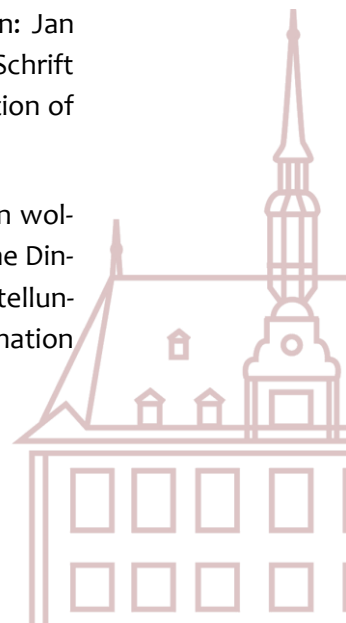 n: Jan
Schrift
tion of
n wol-
ne Din-
tellun-
nation